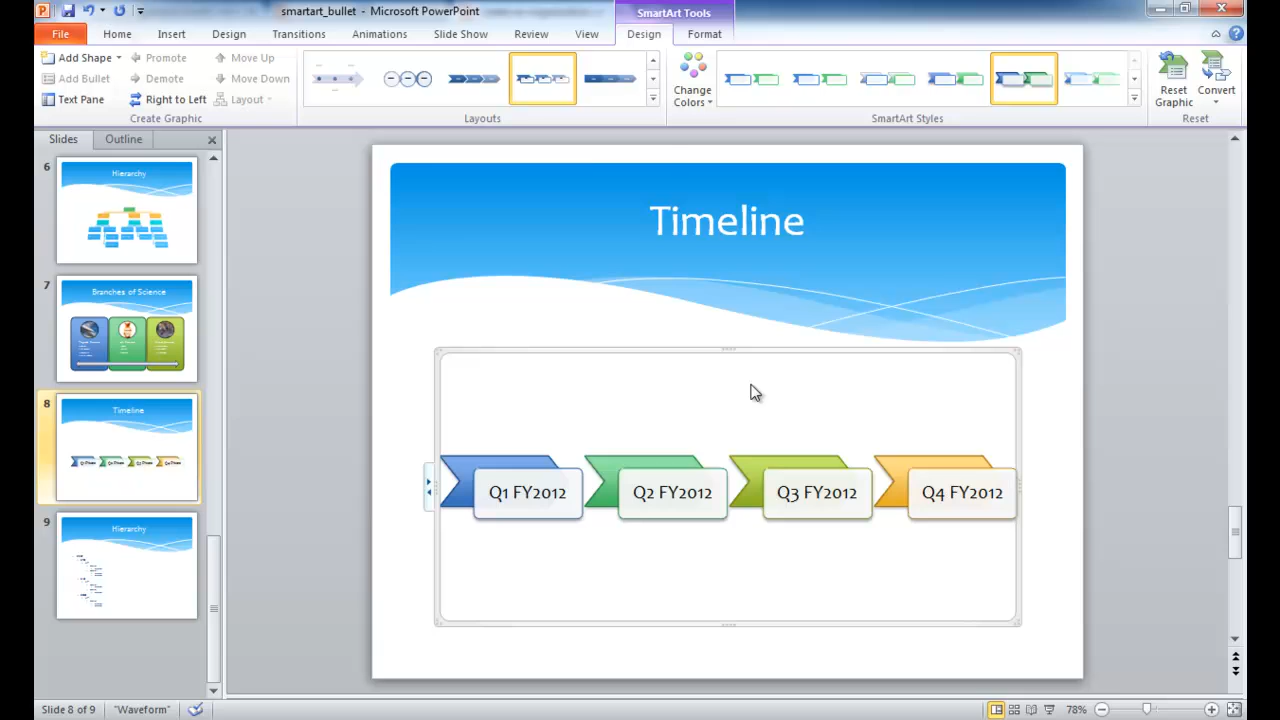 smartart_bullet - Microsoft PowerPoint
SmartArt Tools
File Home Insert Design Transitions Animations Slide Show Review View Design Format
Add Shape Promote Move Up
Add Bullet Demote Move Down
Text Pane Right to Left Layout
Create Graphic
Layouts
Change Colors
SmartArt Styles
Reset Graphic
Convert
Reset
Slides Outline
6
Hierarchy
7
Branches of Science
8
Timeline
9
Hierarchy
Timeline
Q1 FY2012
Q2 FY2012
Q3 FY2012
Q4 FY2012
Slide 8 of 9 "Waveform" 78%